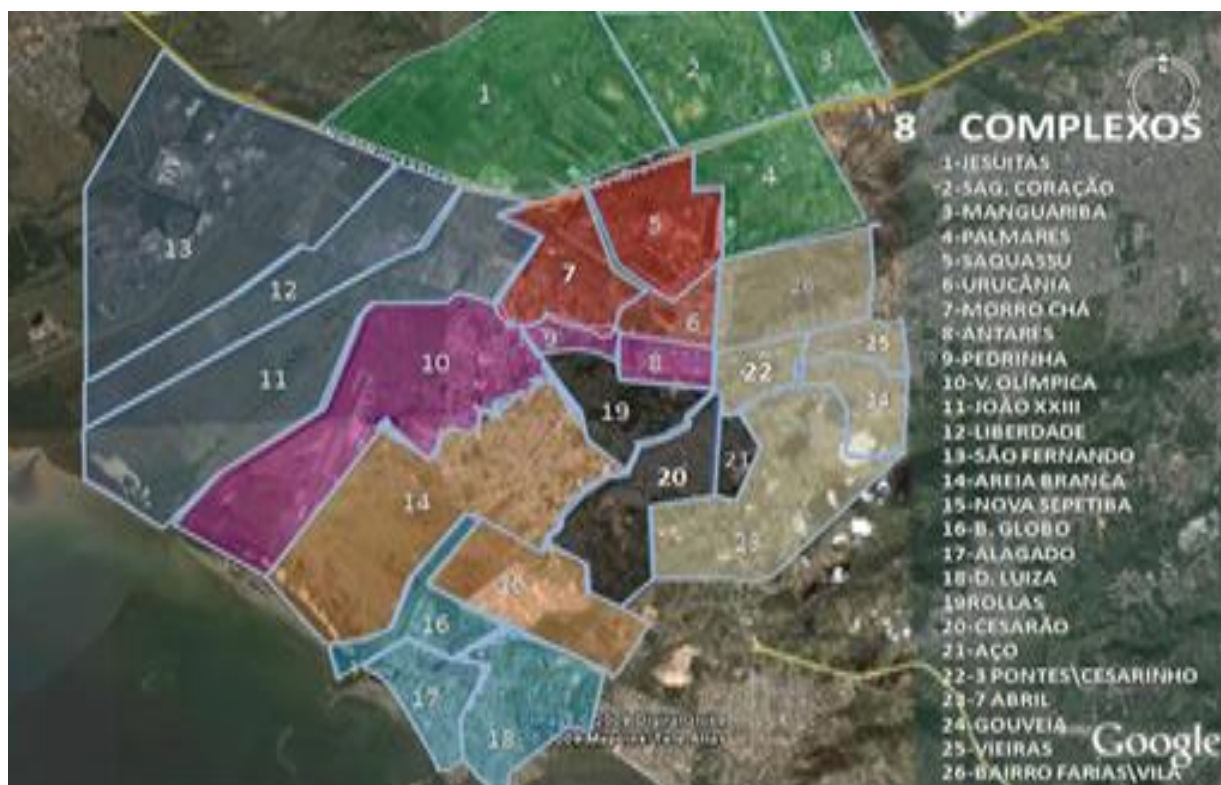 8 COMPLEXOS
1-JESUITAS
2-SAG. CORAÇÃO
3-MANGUARIBA
4-PALMARES
5-SAQUASSU
6-URUCÂNIA
7-MORRO CHÁ
8-ANTARES
9-PEDRINHA
10-V. OLÍMPICA
11-JOÃO XXIII
12-LIBERDADE
13-SÃO FERNANDO
14-AREIA BRANCA
15-NOVA SEPETIBA
16-B. GLOBO
17-ALAGADO
18-D. LUIZA
19ROLLAS
20-CESARÃO
21-AÇO
22-3 PONTES\CESARINHO
23-7 ABRIL
24-GOUVEIA
25-VIEIRAS
26-BAIRRO FARIAS\VILA
Google
1
2
3
4
5
6
7
8
9
10
11
12
13
14
16
17
18
19
20
21
22
23
24
25
26